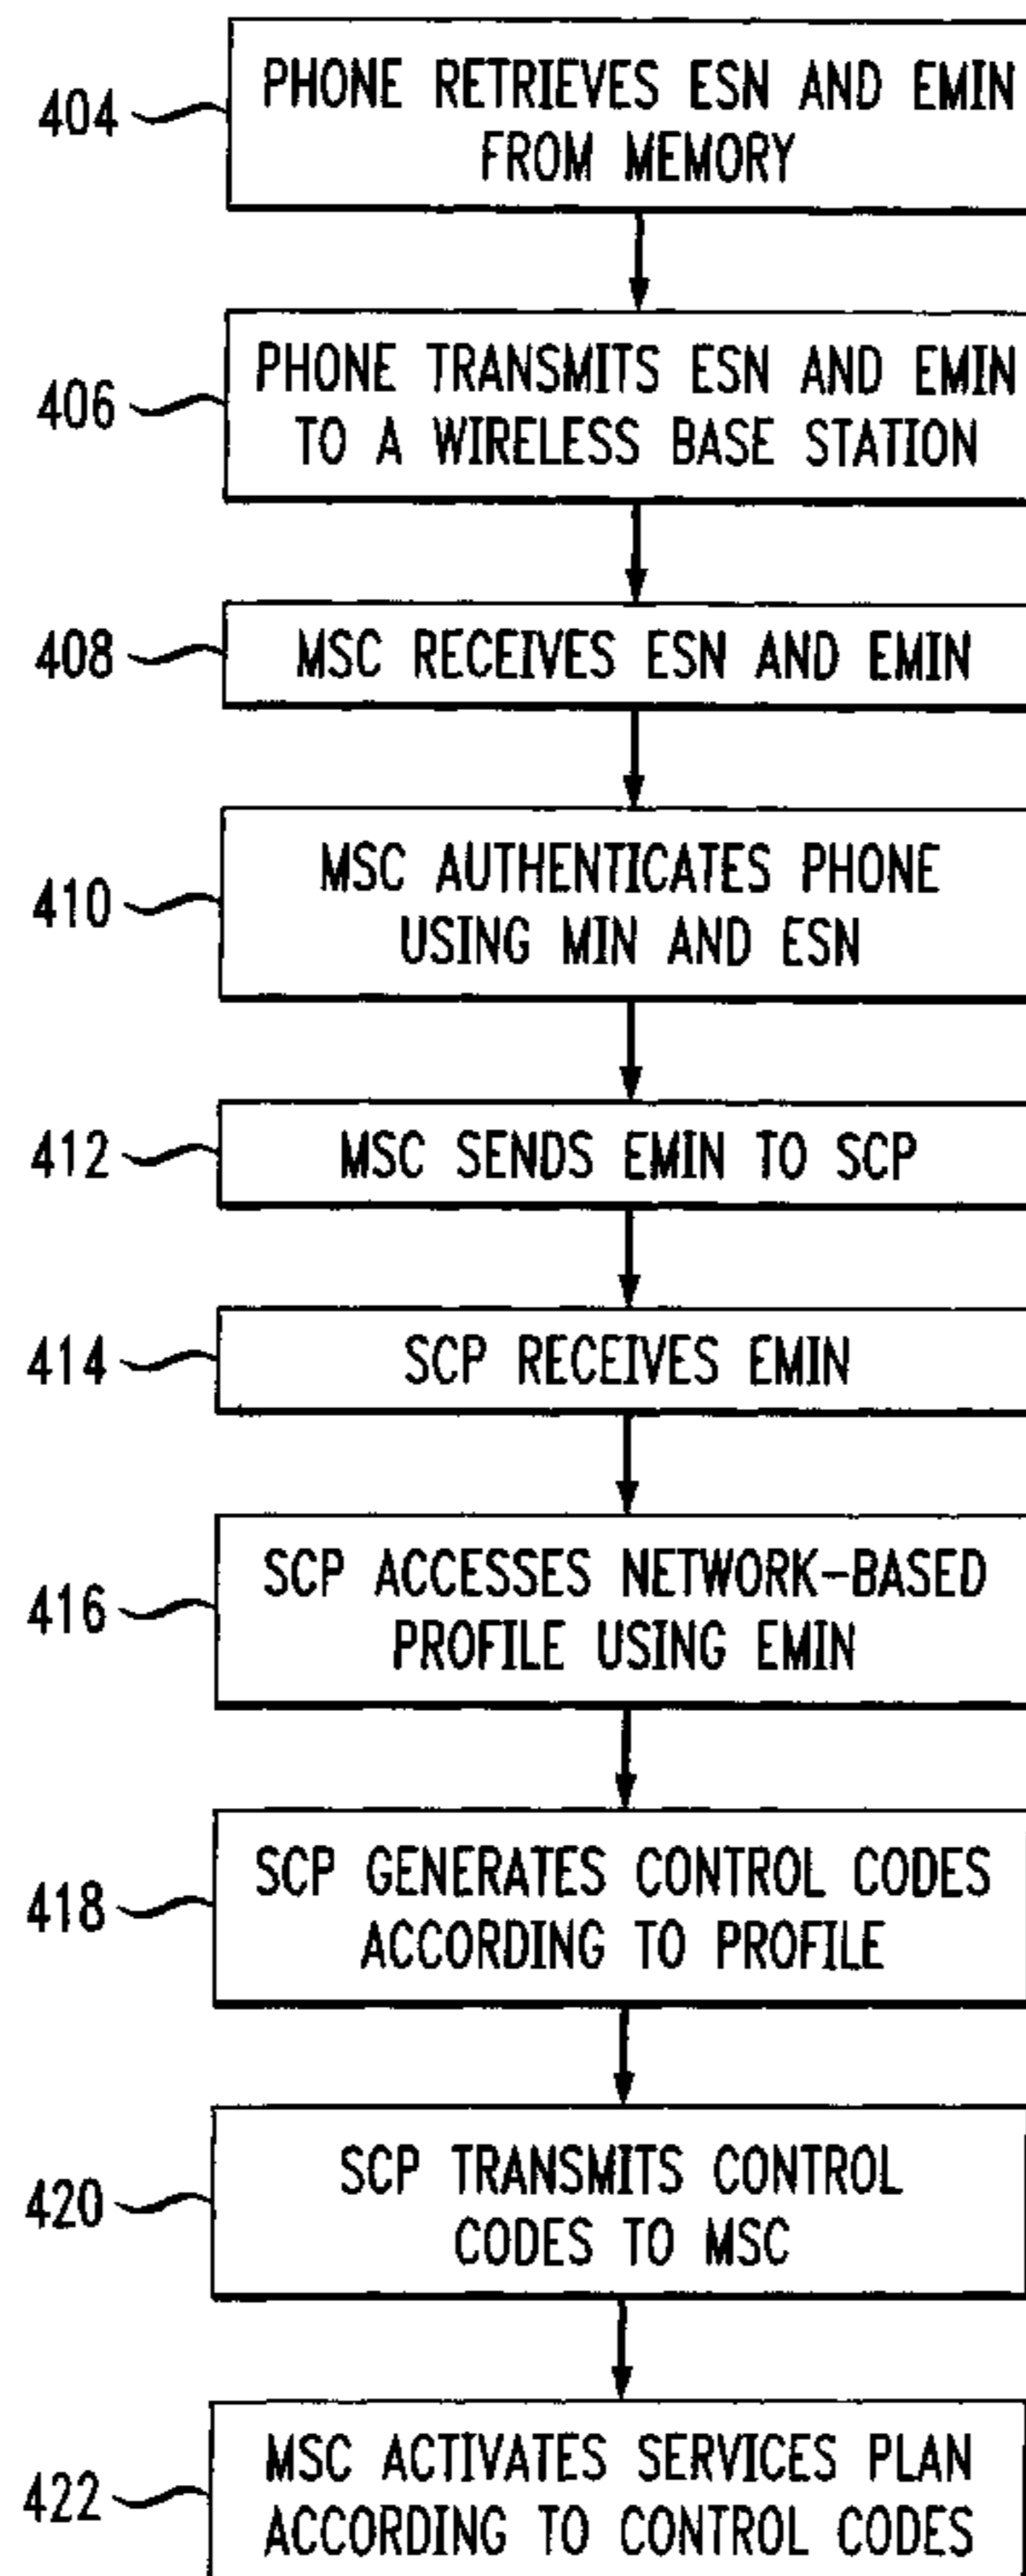 404
PHONE RETRIEVES ESN AND EMIN
FROM MEMORY
406
PHONE TRANSMITS ESN AND EMIN
TO A WIRELESS BASE STATION
408
MSC RECEIVES ESN AND EMIN
410
MSC AUTHENTICATES PHONE
USING MIN AND ESN
412
MSC SENDS EMIN TO SCP
414
SCP RECEIVES EMIN
416
SCP ACCESSES NETWORK-BASED
PROFILE USING EMIN
418
SCP GENERATES CONTROL CODES
ACCORDING TO PROFILE
420
SCP TRANSMITS CONTROL
CODES TO MSC
422
MSC ACTIVATES SERVICES PLAN
ACCORDING TO CONTROL CODES